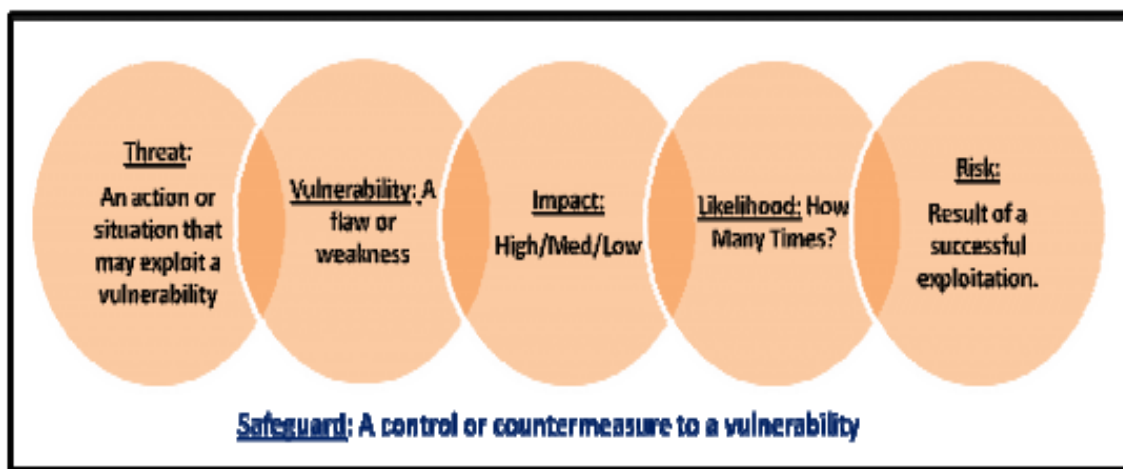 Threat:
An action or
situation that
may exploit a
vulnerability
Vulnerability: A
flaw or
weakness
Impact:
High/Med/Low
Likelihood: How
Many Times?
Risk:
Result of a
successful
exploitation.
Safeguard: A control or countermeasure to a vulnerability